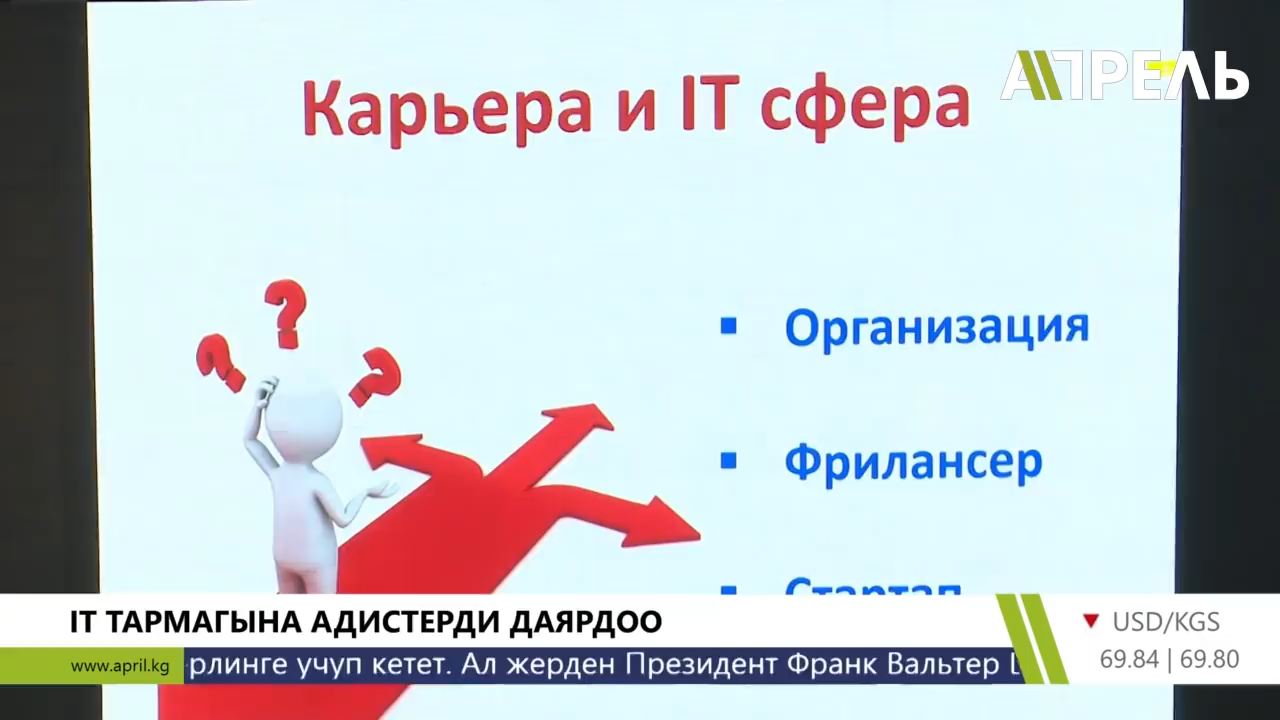 Карьера и IT сфера
АПРЕЛЬ
Организация
Фрилансер
Стартап
IT ТАРМАГЫНА АДИСТЕРДИ ДАЯРДОО
USD/KGS
69.84 | 69.80
www.april.kg
рлинге учуп кетет. Ал жерден Президент Франк Вальтер